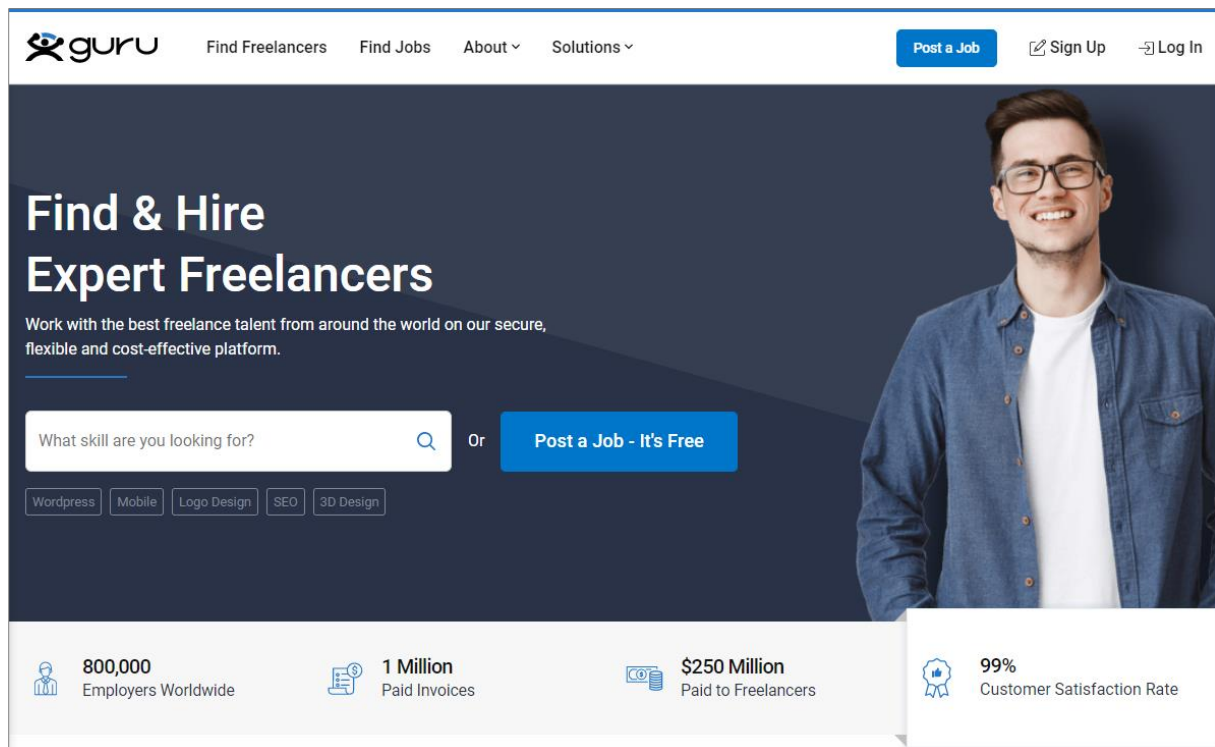 guru
Find Freelancers
Find Jobs
About
Solutions
Post a Job
Sign Up
Log In
Find & Hire
Expert Freelancers
Work with the best freelance talent from around the world on our secure,
flexible and cost-effective platform.
What skill are you looking for?
Or
Post a Job - It's Free
Wordpress
Mobile
Logo Design
SEO
3D Design
800,000
Employers Worldwide
1 Million
Paid Invoices
$250 Million
Paid to Freelancers
99%
Customer Satisfaction Rate